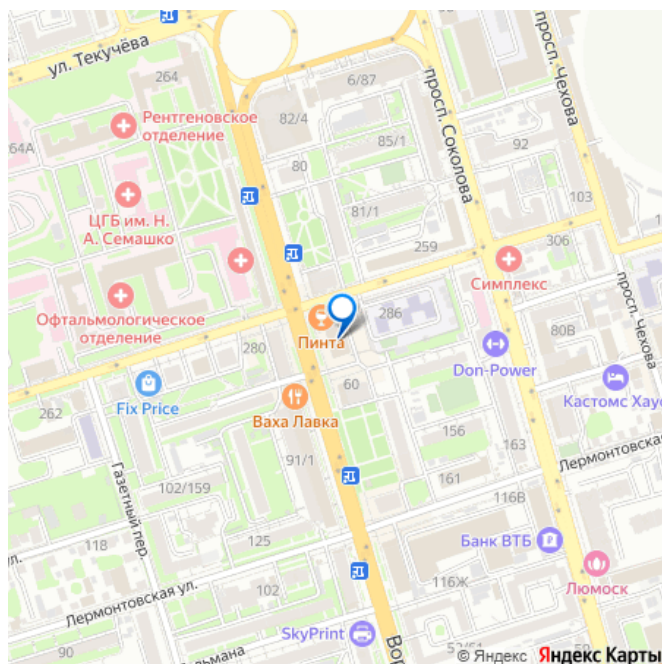 ул. Текучёва
264
6/87
просп. Соколова
просп. Чехова
Рентгеновское
отделение
82/4
264А
80
85/1
92
ЦГБ им. Н.
А. Семашко
81/1
103
259
306
Симплекс
Офтальмологическое
отделение
286
280
Пинта
80В
просп. Чехова
Don-Power
60
262
Fix Price
Ваха Лавка
Кастомс Хаус
156
163
Лермонтовская
91/1
161
102/159
116В
Газетный пер.
118
125
Банк ВТБ
ул.
102
116Ж
Люмоск
Лермонтовская ул.
SkyPrint
90
© Яндекс Яндекс Карты